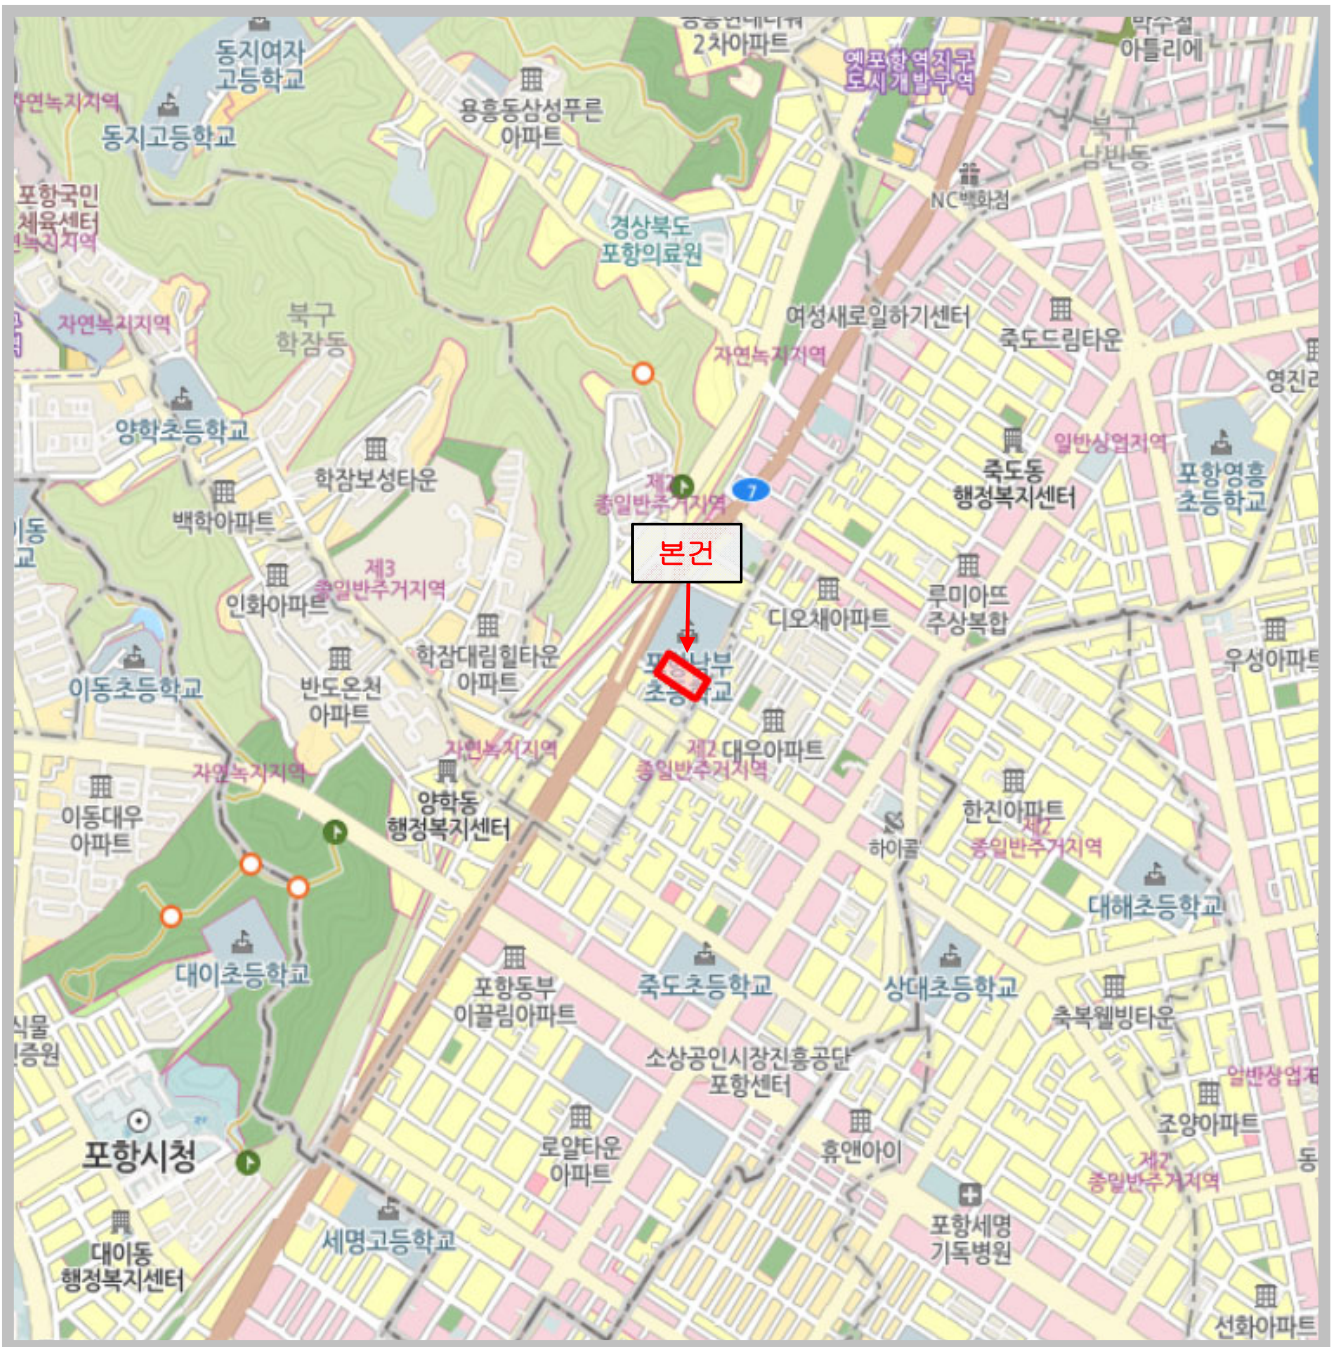 2차아파트
아틀리에
동지여자
고등학교
옛포항역지구
도시개발구역
용흥동삼성푸른
아파트
자연녹지지역
동지고등학교
북구
포항국민
체육센터
NC백화점
경상북도
포항의료원
북구
학잠동
자연녹지지역
여성새로일하기센터
죽도드림타운
자연녹지지역
양학초등학교
일반상업지역
죽도동
행정복지센터
포항영흥
초등학교
학잠보성타운
백학아파트
종일반주거지역
7
본건
제3
종일반주거지역
인화아파트
디오채아파트
루미아뜨
주상복합
학잠대림힐타운
아파트
우성아파트
이동초등학교
반도온천
아파트
자연녹지지역
제2
종일반주거지역
대우아파트
자연녹지지역
이동대우
아파트
양학동
행정복지센터
한진아파트
제2
종일반주거지역
하이콜
대해초등학교
대이초등학교
포항동부
이끌림아파트
죽도초등학교
상대초등학교
축복웰빙타운
소상공인시장진흥공단
포항센터
조양아파트
포항시청
로얄타운
아파트
휴앤아이
제2
종일반주거지역
포항세명
기독병원
세명고등학교
대이동
행정복지센터
선화아파트